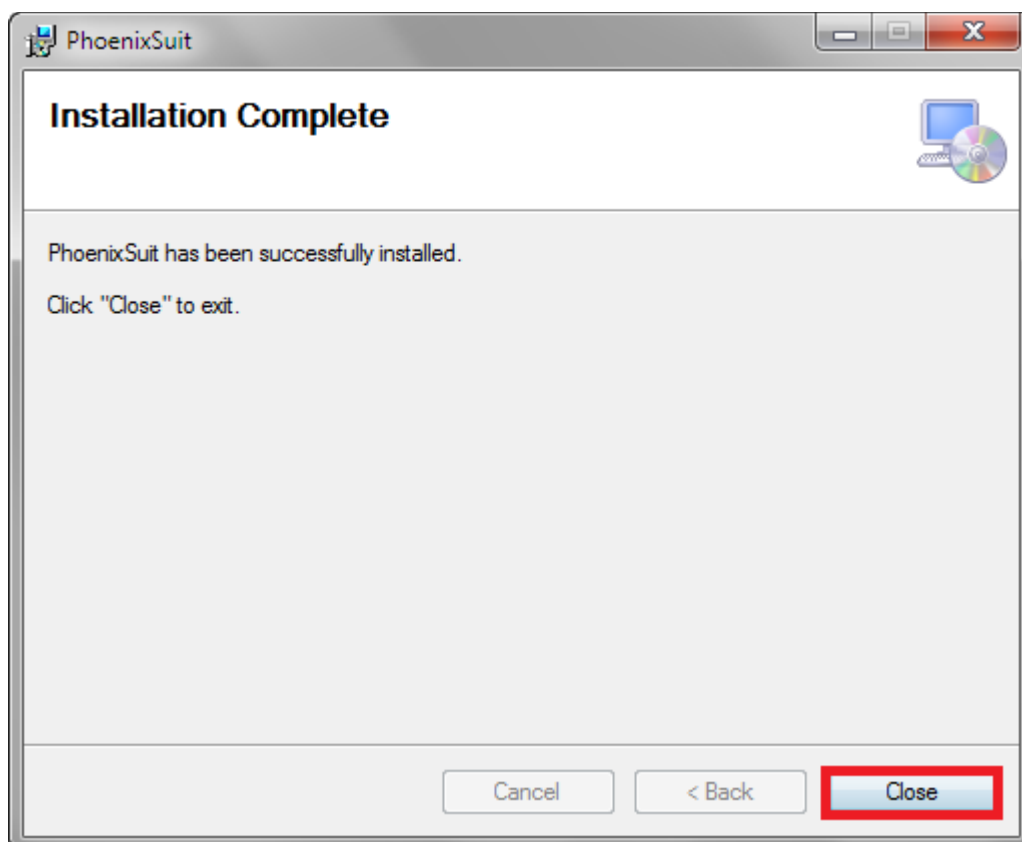 PhoenixSuit
Installation Complete
PhoenixSuit has been successfully installed.
Click "Close" to exit.
Cancel
< Back
Close